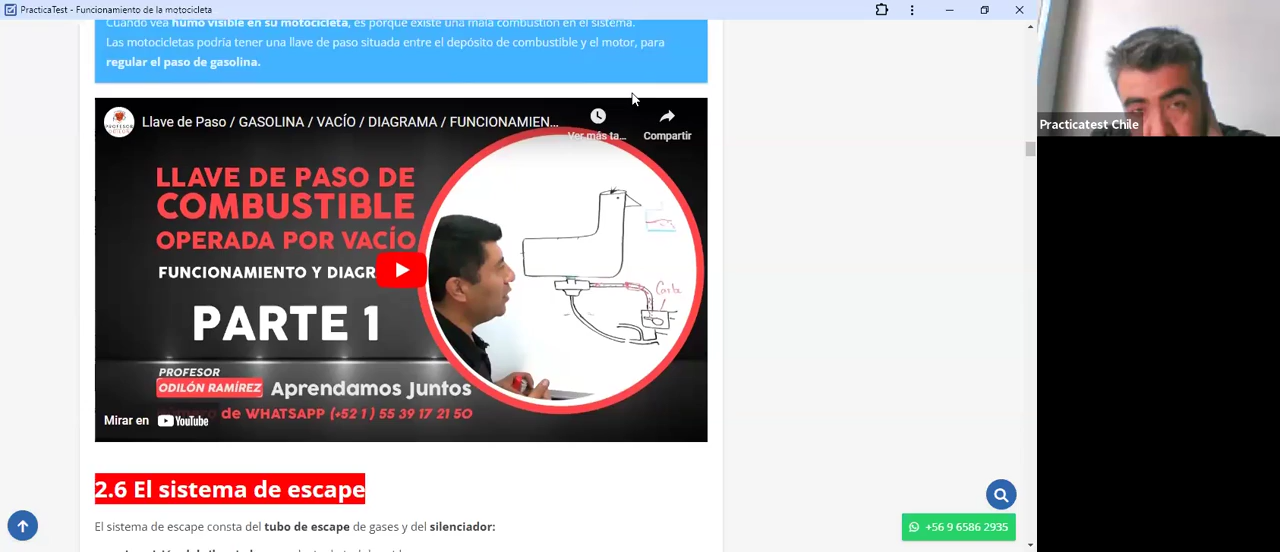 PracticaTest - Funcionamiento de la motocicleta
Cuando vea humo visible en su motocicleta, es porque existe una mala combustión en el sistema.
Las motocicletas podría tener una llave de paso situada entre el depósito de combustible y el motor, para
regular el paso de gasolina.
Llave de Paso / GASOLINA / VACÍO / DIAGRAMA / FUNCIONAMIEN...
Ver más ta...
Compartir
LLAVE DE PASO DE
COMBUSTIBLE
OPERADA POR VACÍO
FUNCIONAMIENTO Y DIAGR
PARTE 1
PROFESOR
ODILÓN RAMÍREZ
Aprendamos Juntos
de WHATSAPP (+52 1 ) 55 39 17 21 50
Mirar en YouTube
2.6 El sistema de escape
El sistema de escape consta del tubo de escape de gases y del silenciador:
+56 9 6586 2935
Practicatest Chile